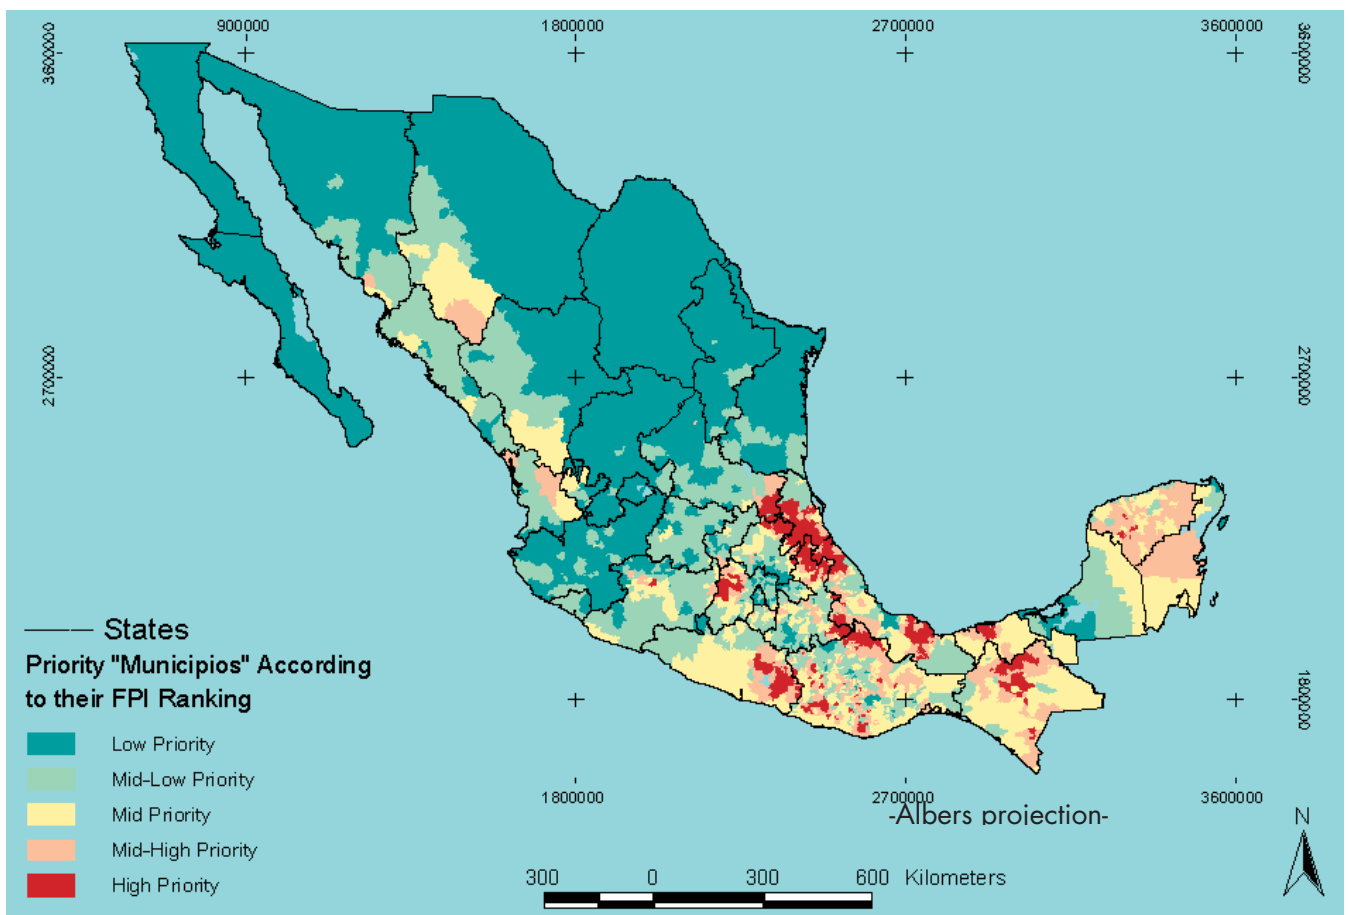 900000 1800000 2700000 3600000
3600000 3600000
2700000 2700000
1800000
States
Priority "Municipios" According
to their FPI Ranking
Low Priority
Mid-Low Priority
Mid Priority
Mid-High Priority
High Priority
1800000 2700000 3600000
-Albers projection-
N
300 0 300 600 Kilometers